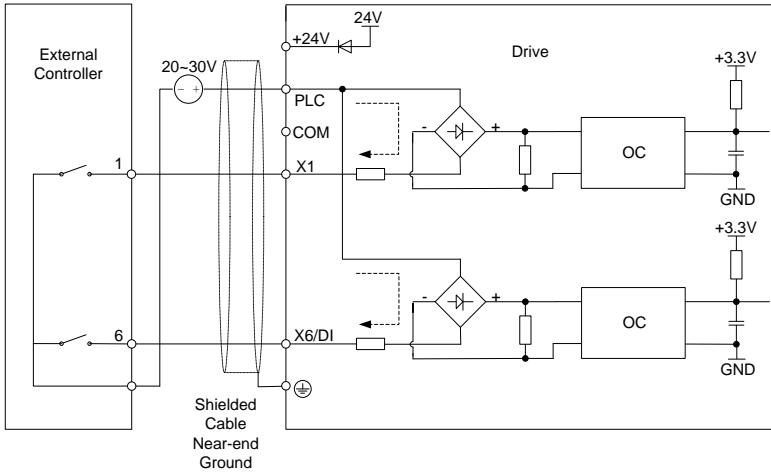 24V
+24V
External
Controller
Drive
20~30V
- +
+3.3V
PLC
COM
- +
OC
1
X1
GND
+3.3V
- +
OC
6
X6/DI
GND
Shielded
Cable
Near-end
Ground